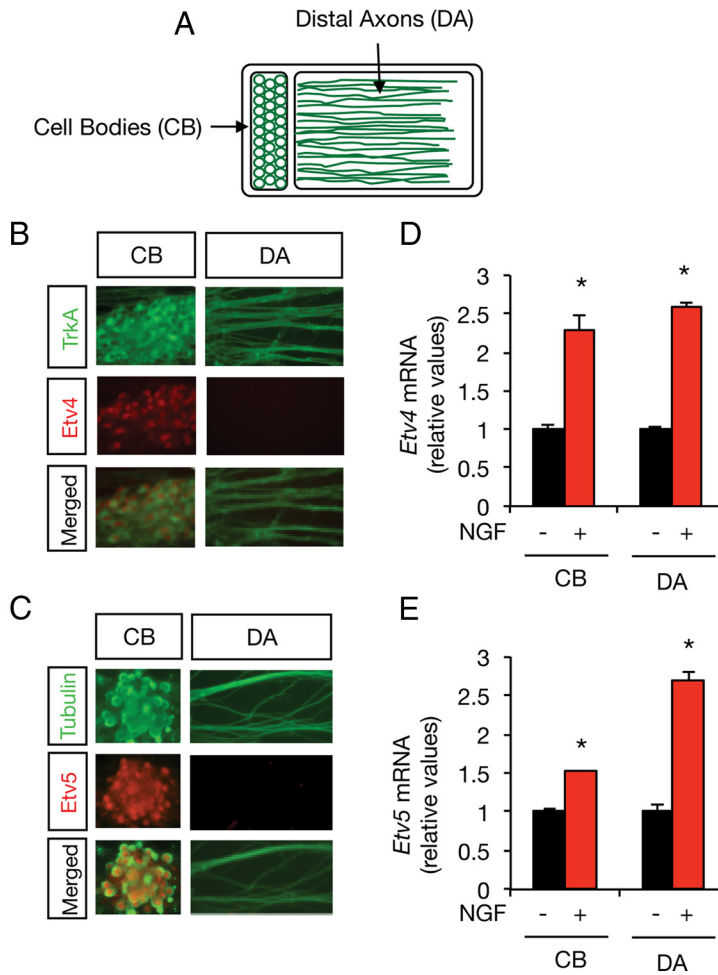 A
Distal Axons (DA)
Cell Bodies (CB)
B
CB
DA
TrkA
Etv4
Merged
C
CB
DA
Tubulin
Etv5
Merged
D
Etv4 mRNA
(relative values)
3
2.5
2
1.5
1
0.5
0
*
*
NGF - + - +
CB
DA
E
Etv5 mRNA
(relative values)
3
2.5
2
1.5
1
0.5
0
*
*
NGF - + - +
CB
DA